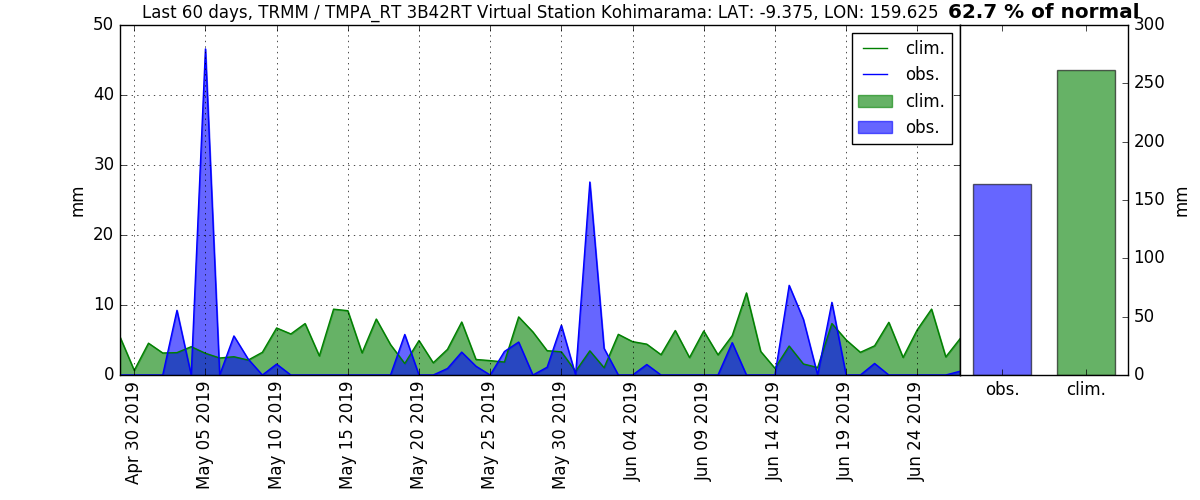 Last 60 days, TRMM / TMPA_RT 3B42RT Virtual Station Kohimarama: LAT: -9.375, LON: 159.625 62.7 % of normal
50
40
30
20
10
0
mm
clim.
obs.
clim.
obs.
300
250
200
150
100
50
0
mm
Apr 30 2019
May 05 2019
May 10 2019
May 15 2019
May 20 2019
May 25 2019
May 30 2019
Jun 04 2019
Jun 09 2019
Jun 14 2019
Jun 19 2019
Jun 24 2019
obs.
clim.